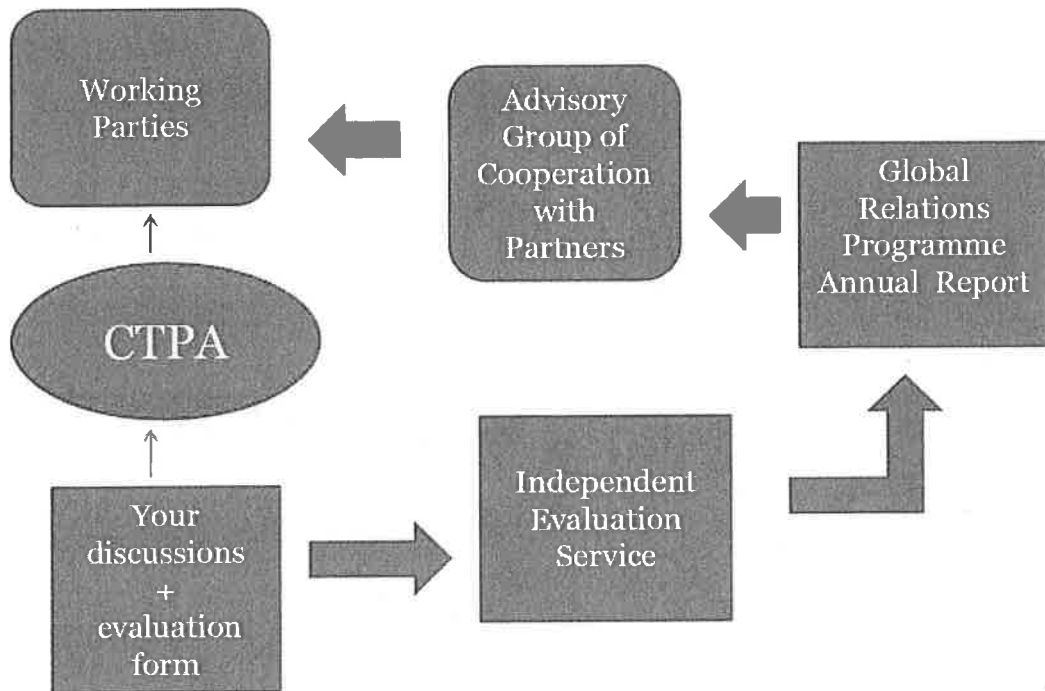 Working
Parties
Advisory
Group of
Cooperation
with
Partners
Global
Relations
Programme
Annual Report
CTPA
Your
discussions
+
evaluation
form
Independent
Evaluation
Service